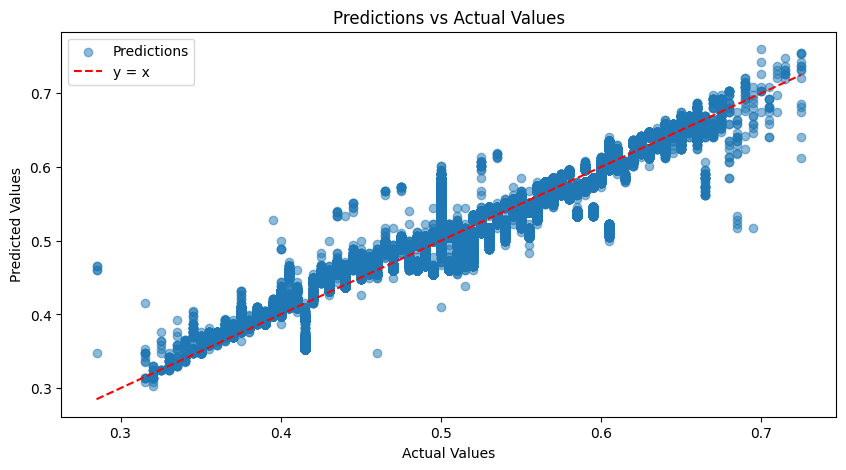 Predictions vs Actual Values
Predictions
y = x
Predicted Values
0.7
0.6
0.5
0.4
0.3
0.3 0.4 0.5 0.6 0.7
Actual Values